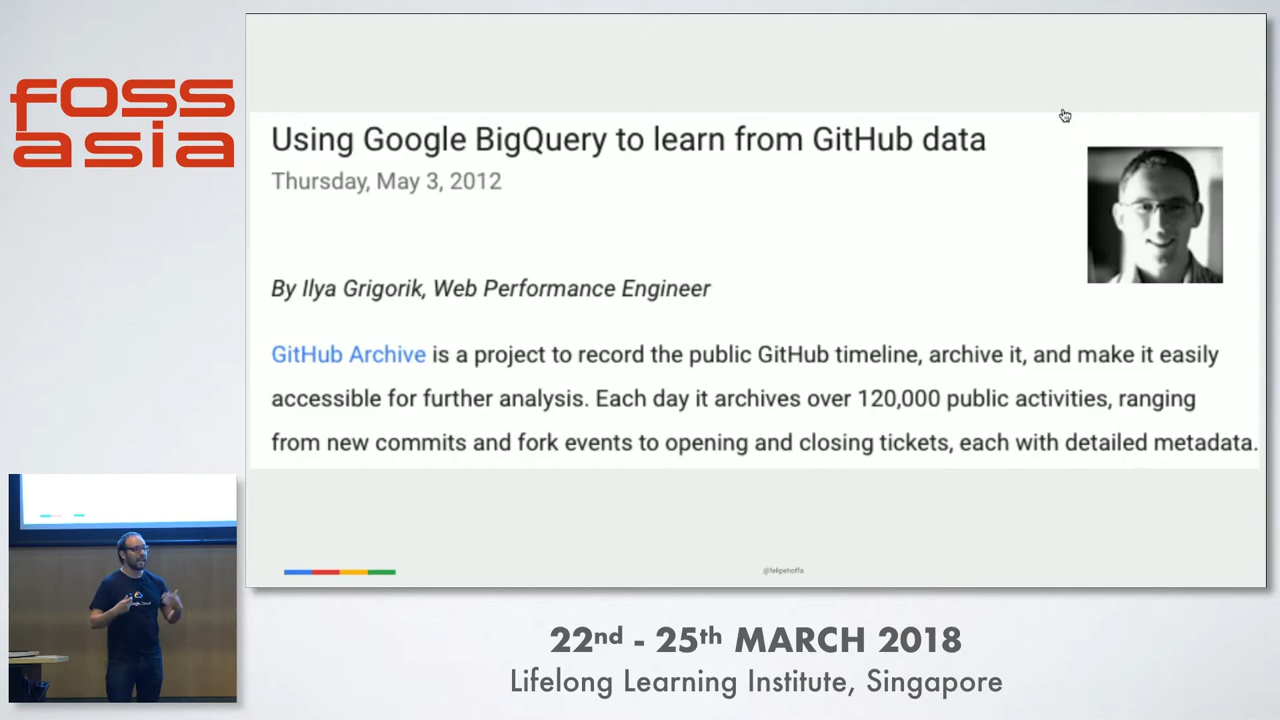 foss
asia
Using Google BigQuery to learn from GitHub data
Thursday, May 3, 2012
By Ilya Grigorik, Web Performance Engineer
GitHub Archive is a project to record the public GitHub timeline, archive it, and make it easily
accessible for further analysis. Each day it archives over 120,000 public activities, ranging
from new commits and fork events to opening and closing tickets, each with detailed metadata.
@felipehoffa
22nd - 25th MARCH 2018
Lifelong Learning Institute, Singapore